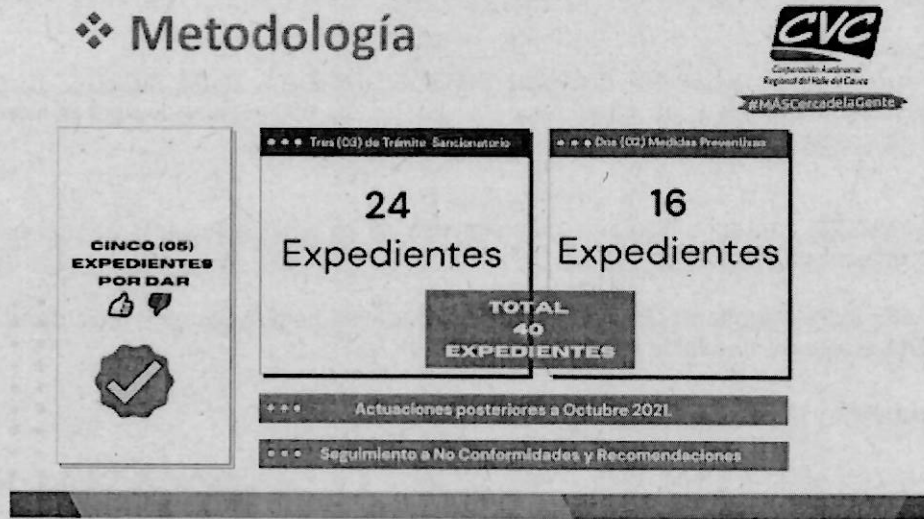 ❖ Metodología
CVC
Corporación Autónoma
Regional del Valle del Cauca
#MÁSCercadelaGente
CINCO (05)
EXPEDIENTES
POR DAR
Tres (03) de Trámite Sancionatorio
24
Expedientes
Dos (02) Medidas Preventivas
16
Expedientes
TOTAL
40
EXPEDIENTES
Actuaciones posteriores a Octubre 2021.
Seguimiento a No Conformidades y Recomendaciones